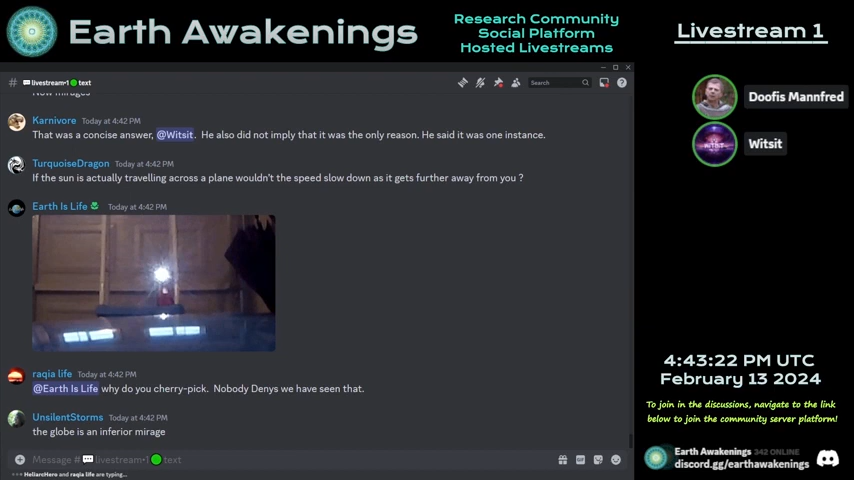 Earth Awakenings
Research Community
Social Platform
Hosted Livestreams
Livestream 1
# livestream-1 text
Search
Karnivore Today at 4:42 PM
That was a concise answer, @Witsit. He also did not imply that it was the only reason. He said it was one instance.
TurquoiseDragon Today at 4:42 PM
If the sun is actually travelling across a plane wouldn't the speed slow down as it gets further away from you ?
Earth Is Life Today at 4:42 PM
raqia life Today at 4:42 PM
@Earth Is Life why do you cherry-pick. Nobody Denys we have seen that.
UnsilentStorms Today at 4:42 PM
the globe is an inferior mirage
Message # livestream-1 text
HeliarcHero and raqia life are typing...
Doofis Mannfred
Witsit
4:43:22 PM UTC
February 13 2024
To join in the discussions, navigate to the link
below to join the community server platform!
Earth Awakenings 342 ONLINE
discord.gg/earthawakenings